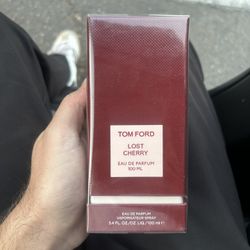 TOM FORD
LOST
CHERRY
EAU DE PARFUM
100 ML
EAU DE PARFUM
VAPORISATEUR SPRAY
3.4 FL.OZ./OZ.LIQ./100 ml ℮